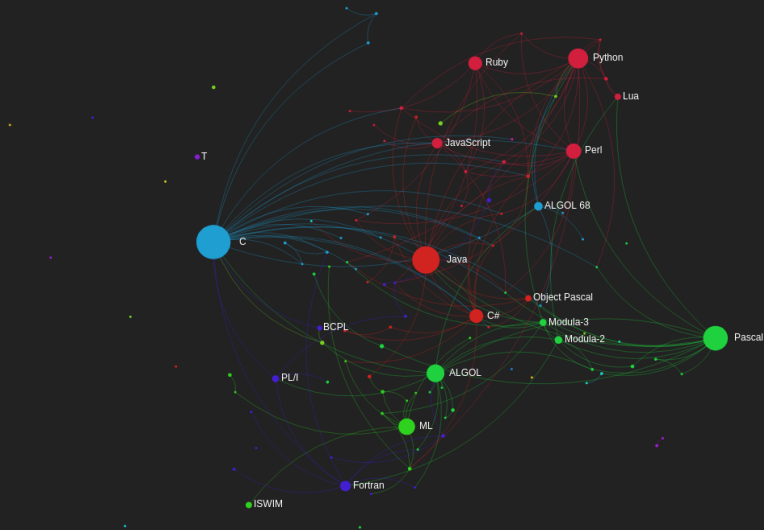 Ruby
Python
Lua
JavaScript
Perl
T
ALGOL 68
C
Java
Object Pascal
C#
Modula-3
BCPL
Modula-2
Pascal
PL/I
ALGOL
ML
Fortran
ISWIM